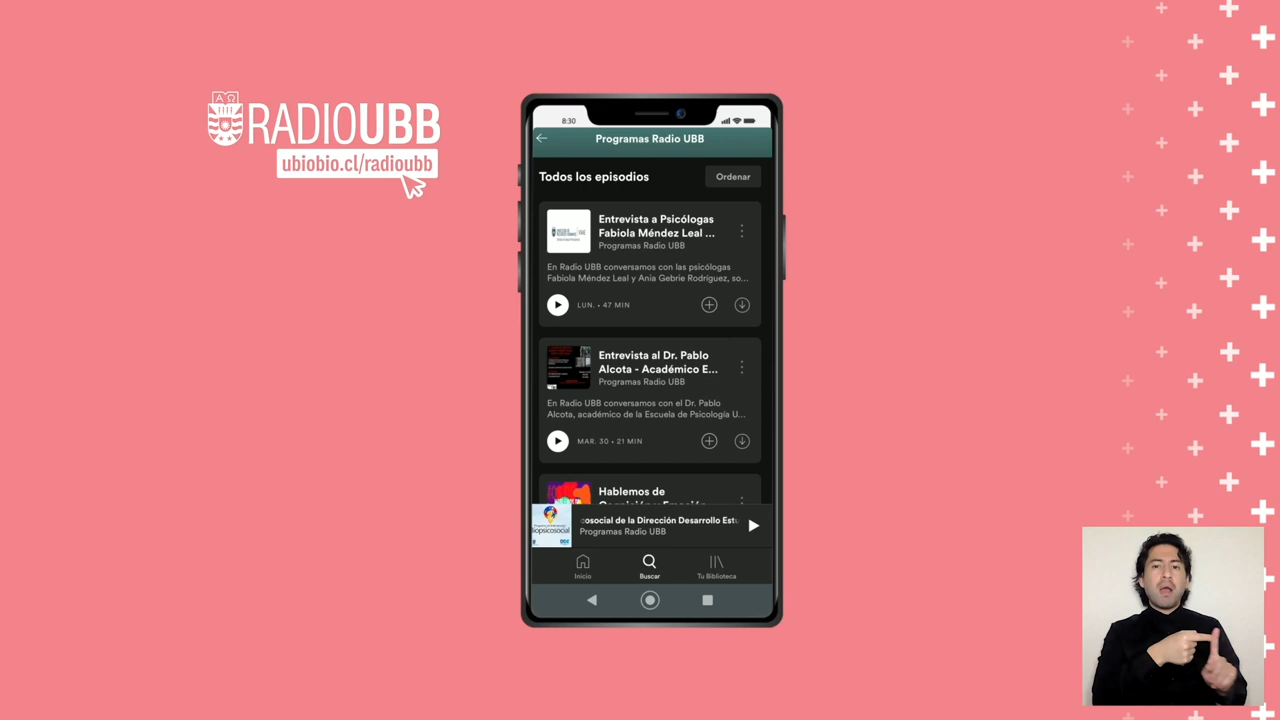 ΑΩ
RADIOUBB
ubiobio.cl/radioubb
8:30
Programas Radio UBB
Todos los episodios
Ordenar
Entrevista a Psicólogas
Fabiola Méndez Leal ...
Programas Radio UBB
En Radio UBB conversamos con las psicólogas
Fabiola Méndez Leal y Ania Gebrie Rodríguez, so...
LUN. • 47 MIN
Entrevista al Dr. Pablo
Alcota - Académico E...
Programas Radio UBB
En Radio UBB conversamos con el Dr. Pablo
Alcota, académico de la Escuela de Psicología U...
MAR. 30 • 21 MIN
Hablemos de
iopsicosocial
cosocial de la Dirección Desarrollo Estu
Programas Radio UBB
Inicio
Buscar
Tu Biblioteca